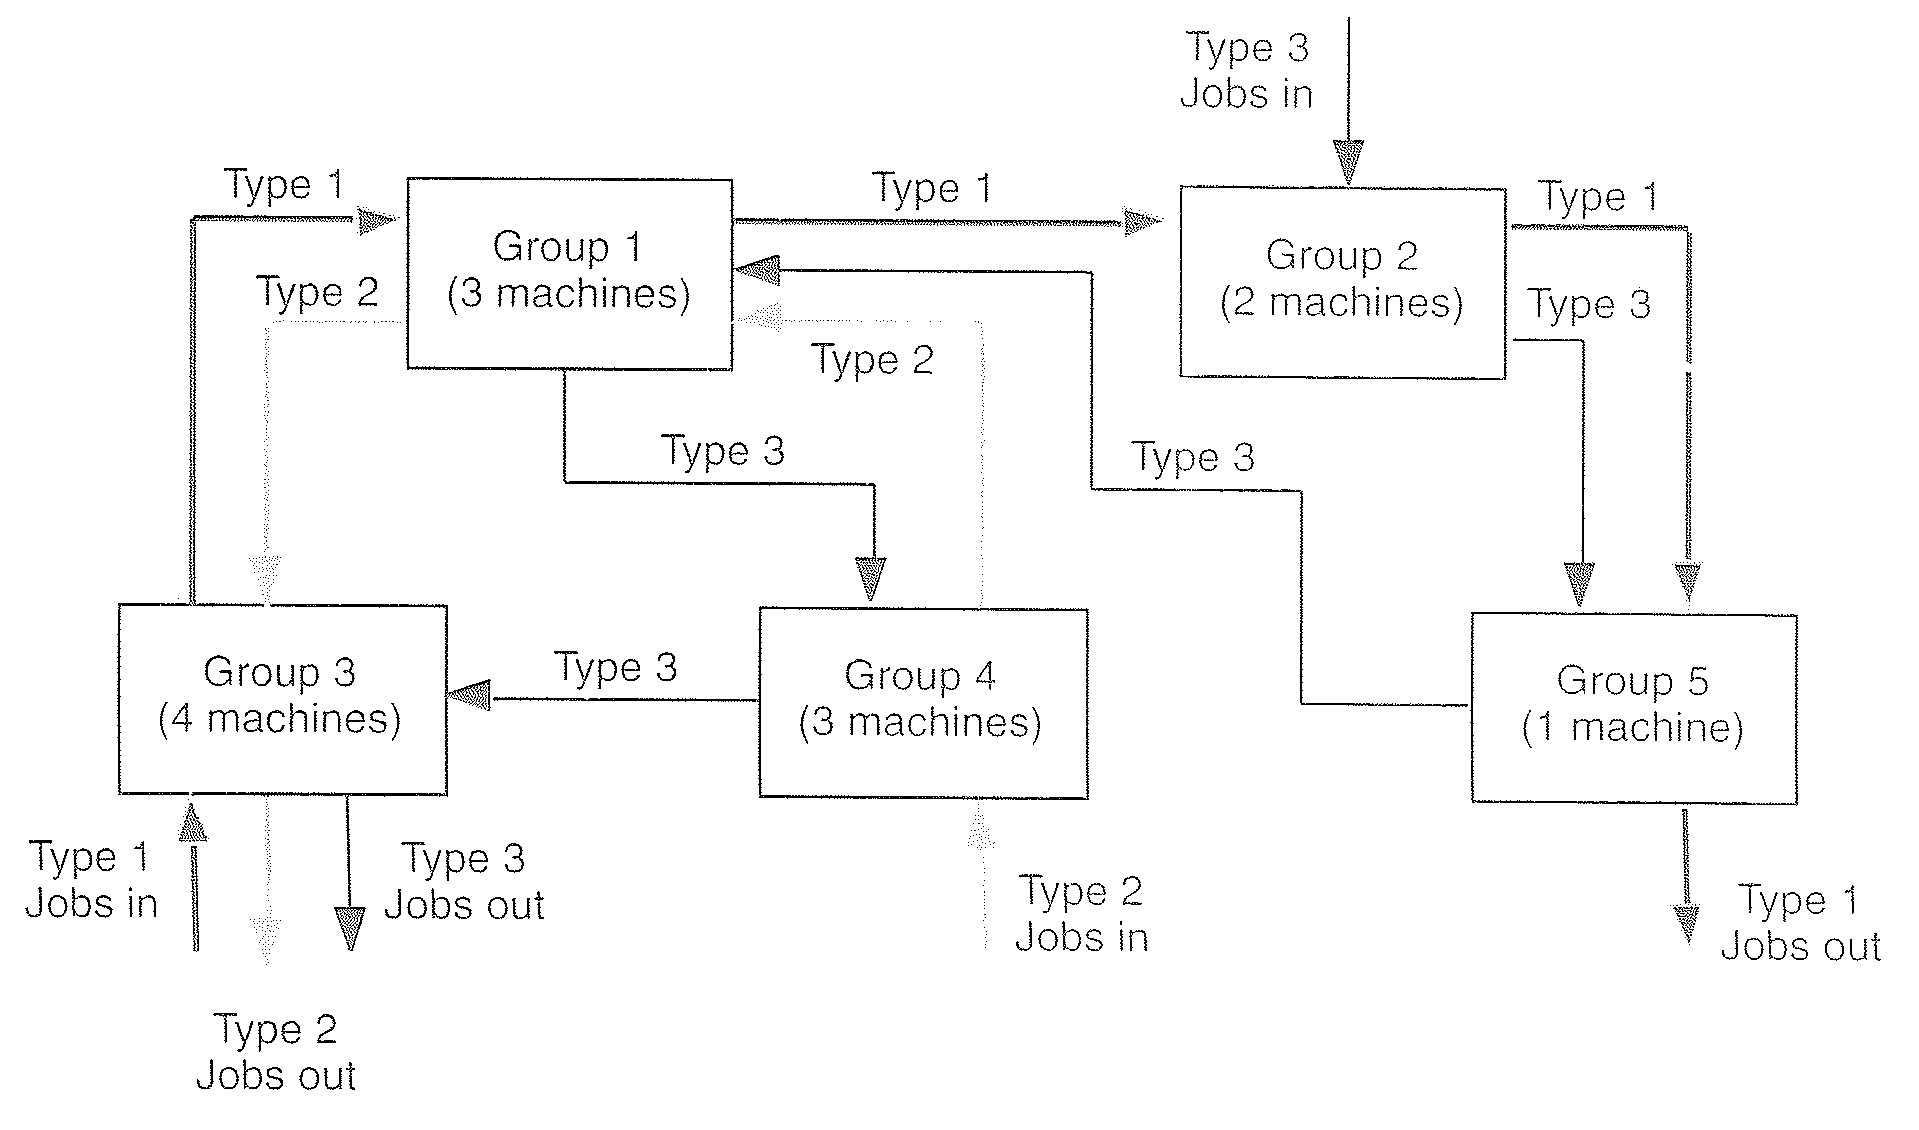 Type 3
Jobs in
Type 1
Group 1
(3 machines)
Type 1
Group 2
(2 machines)
Type 1
Type 2
Type 3
Type 2
Type 3
Type 3
Group 3
(4 machines)
Type 3
Group 4
(3 machines)
Group 5
(1 machine)
Type 1
Jobs in
Type 3
Jobs out
Type 2
Jobs in
Type 1
Jobs out
Type 2
Jobs out